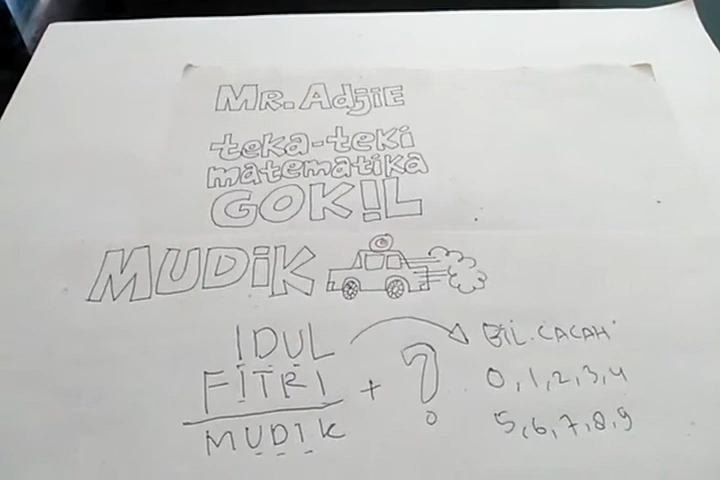 MR. AdjiE
teka-teki
matematika
GOK!L
MUDiK
IDUL
FITRI + ?
MUDIK
BIL. CACAH
0, 1, 2, 3, 4
5, 6, 7, 8, 9